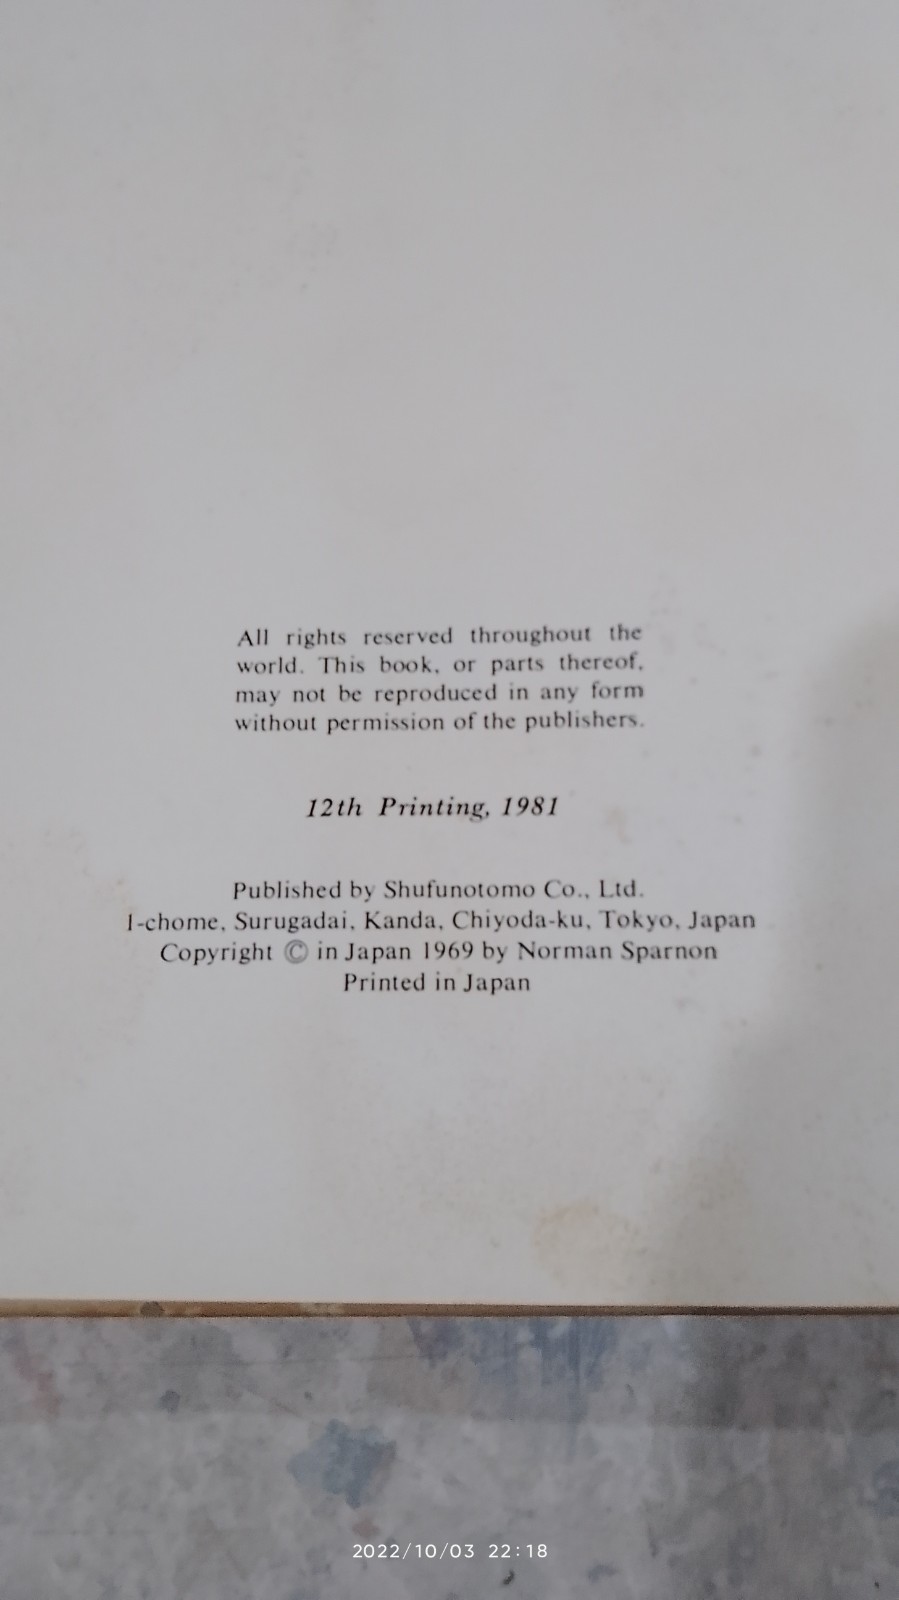 All rights reserved throughout the
world. This book, or parts thereof,
may not be reproduced in any form
without permission of the publishers.
12th Printing, 1981
Published by Shufunotomo Co., Ltd.
1-chome, Surugadai, Kanda, Chiyoda-ku, Tokyo, Japan
Copyright © in Japan 1969 by Norman Sparnon
Printed in Japan
2022/10/03 22:18